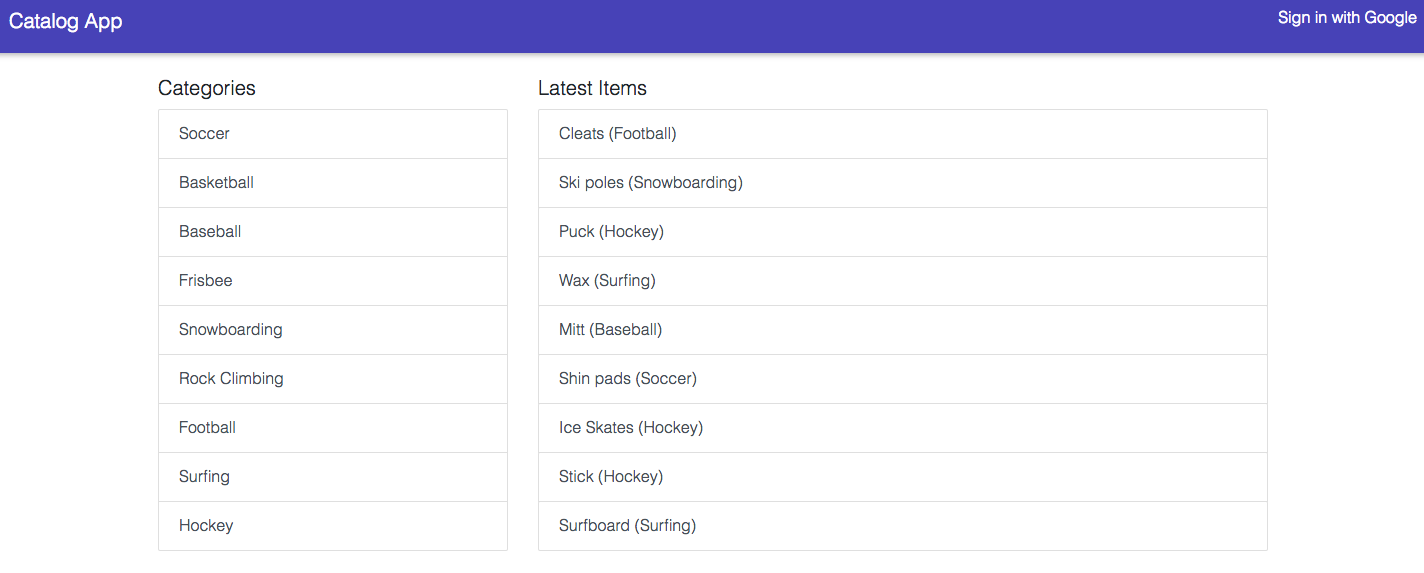 Catalog App
Sign in with Google
Categories
Soccer
Basketball
Baseball
Frisbee
Snowboarding
Rock Climbing
Football
Surfing
Hockey
Latest Items
Cleats (Football)
Ski poles (Snowboarding)
Puck (Hockey)
Wax (Surfing)
Mitt (Baseball)
Shin pads (Soccer)
Ice Skates (Hockey)
Stick (Hockey)
Surfboard (Surfing)